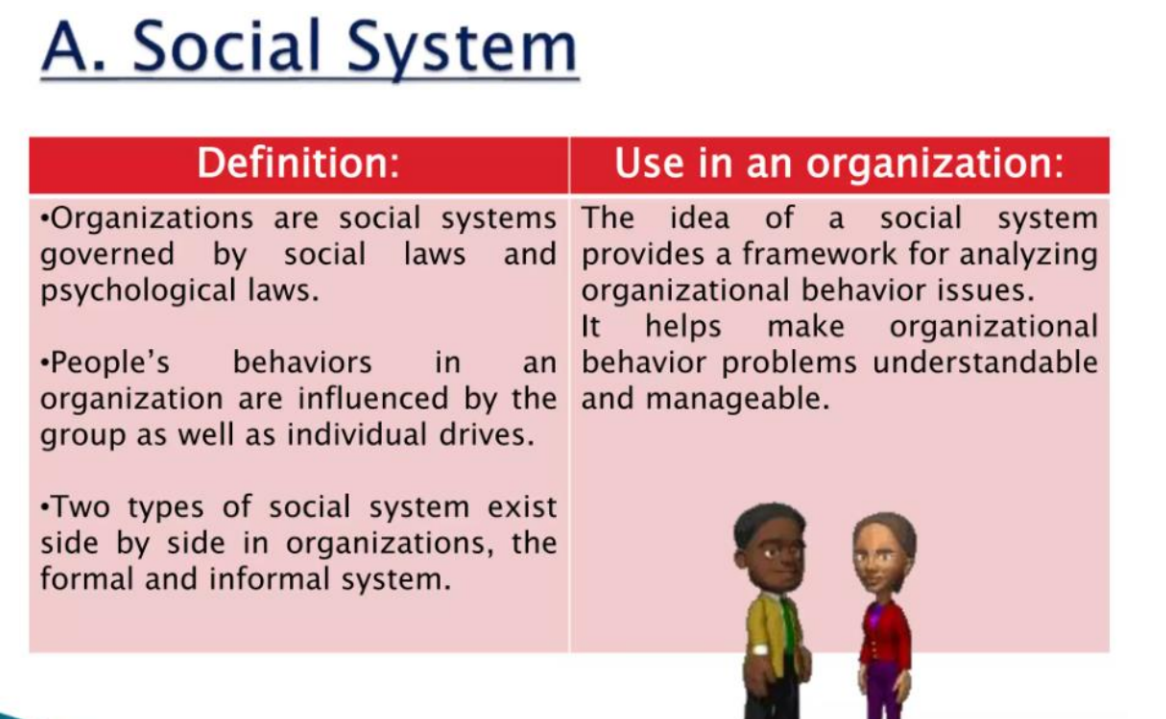 A. Social System
Definition:
•Organizations are social systems
governed by social laws and
psychological laws.
•People’s behaviors in an
organization are influenced by the
group as well as individual drives.
•Two types of social system exist
side by side in organizations, the
formal and informal system.
Use in an organization:
The idea of a social system
provides a framework for analyzing
organizational behavior issues.
It helps make organizational
behavior problems understandable
and manageable.